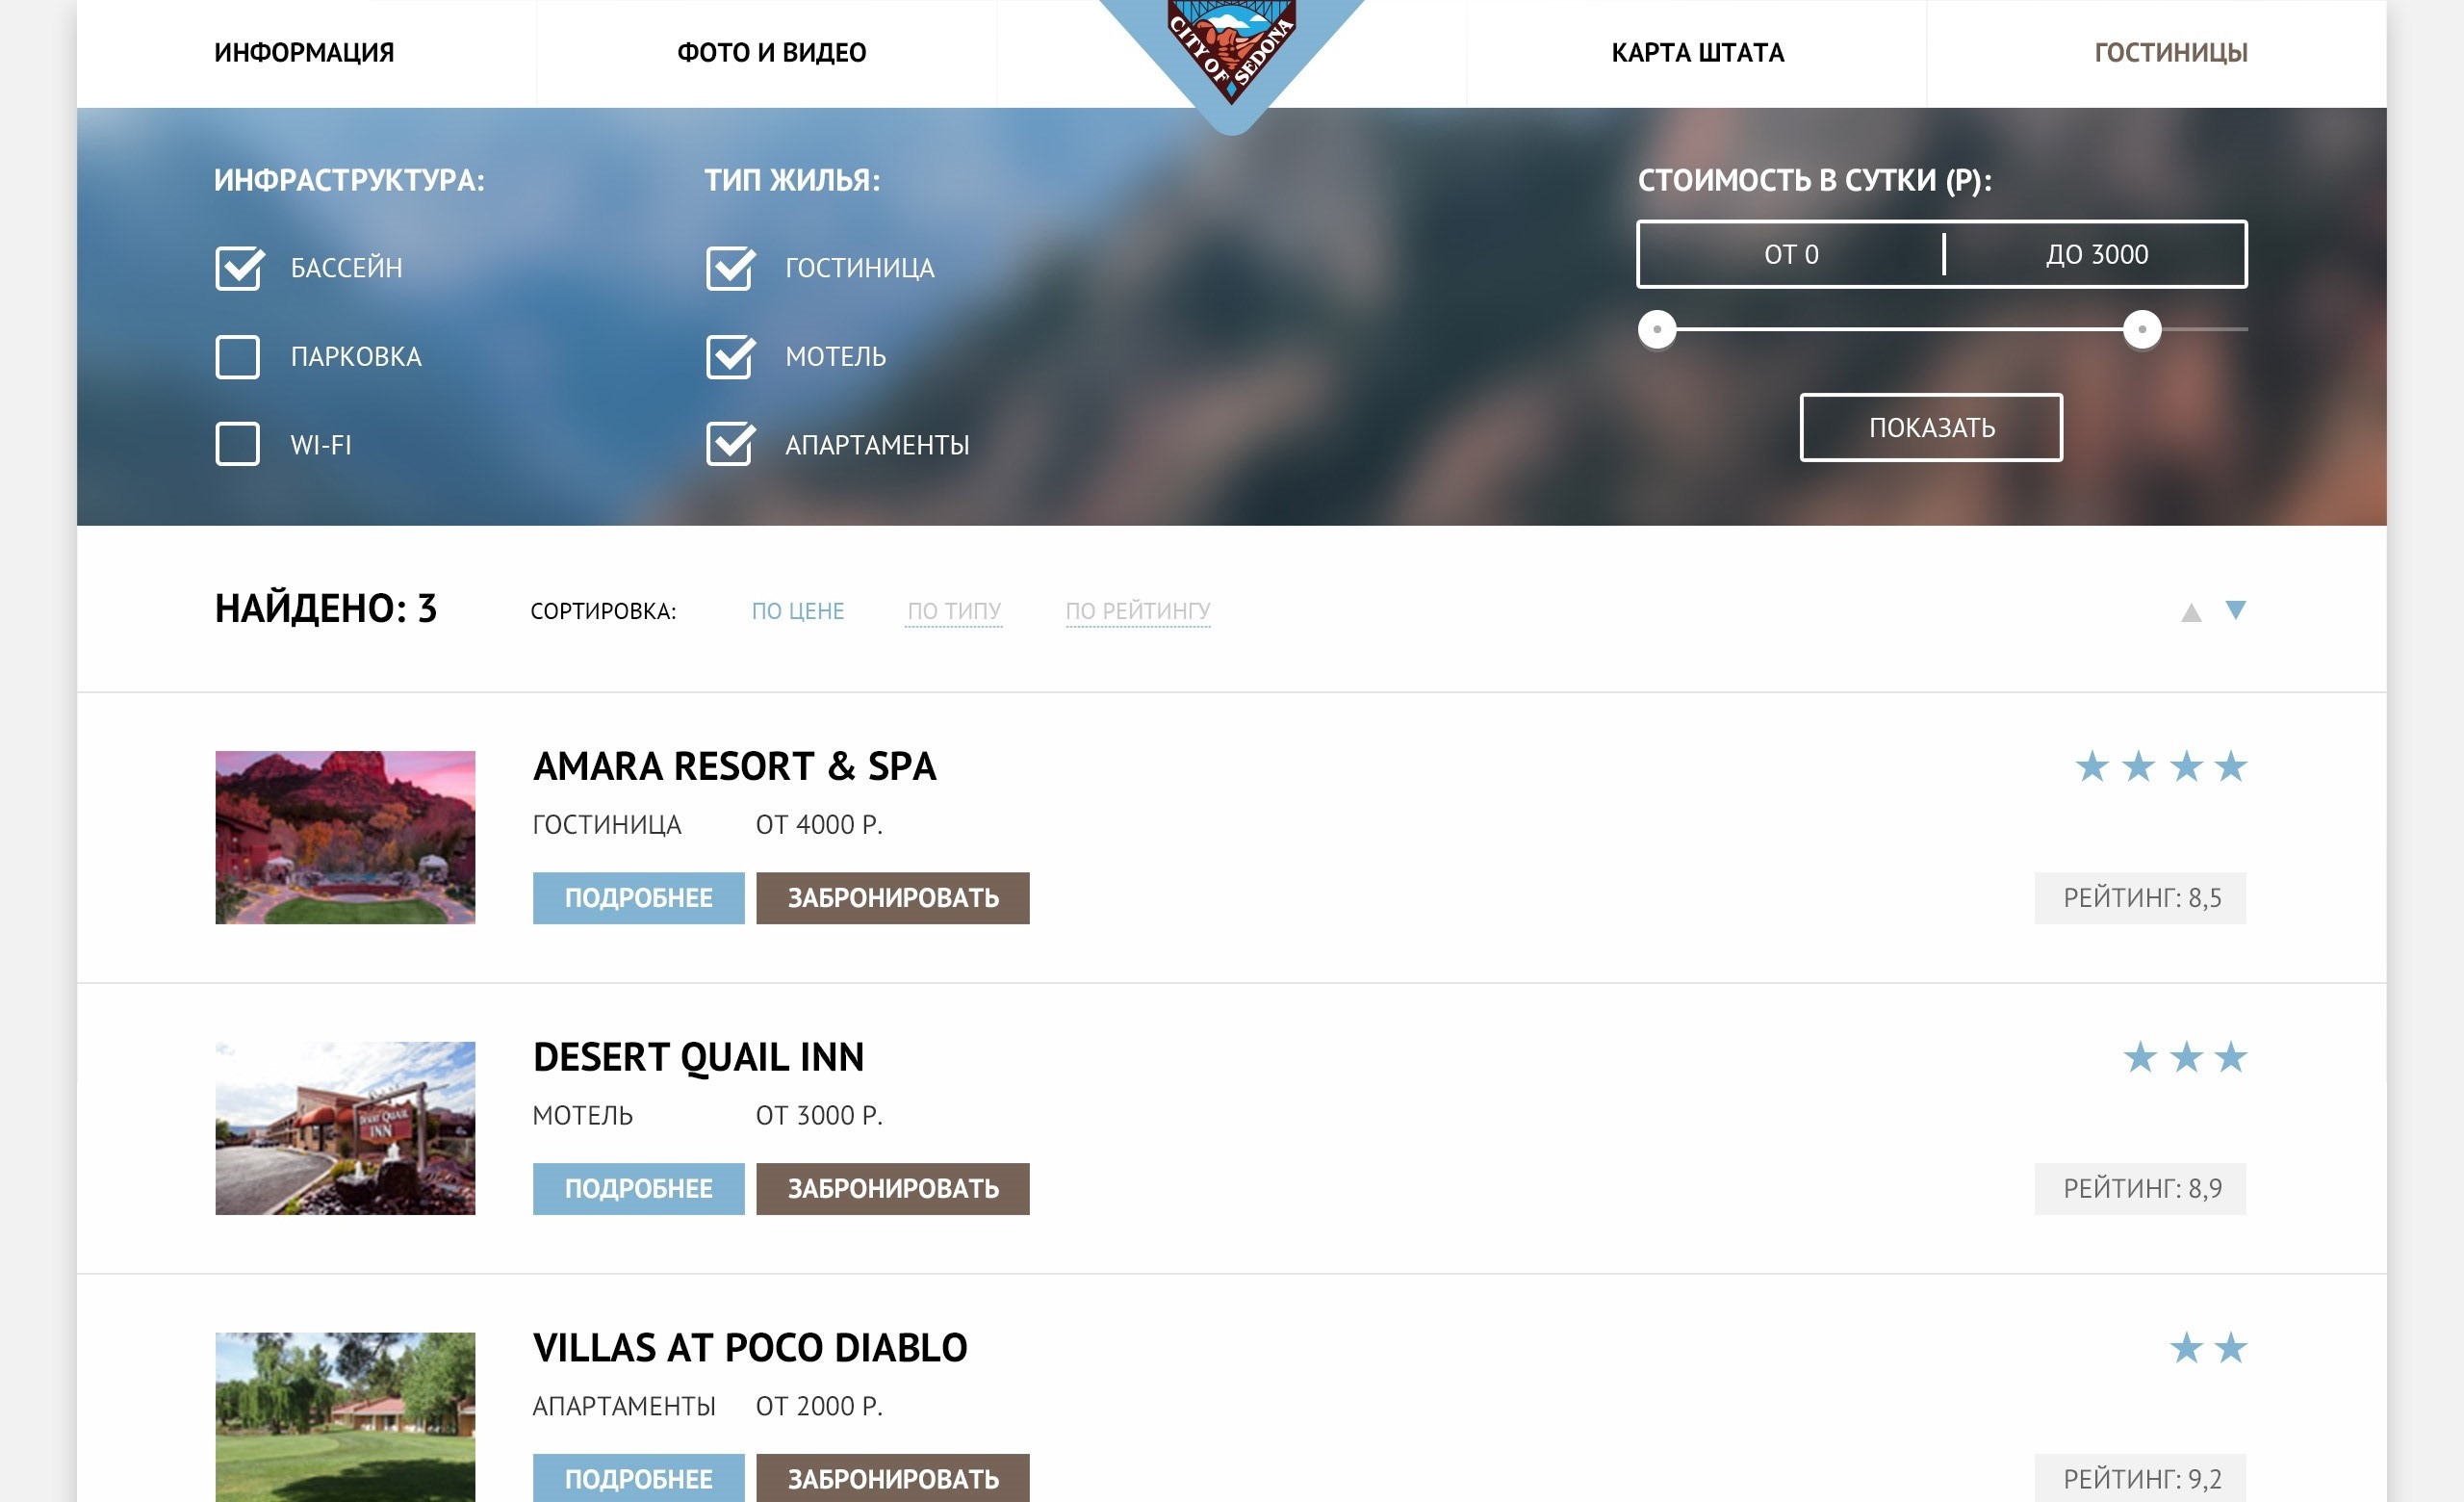 ИНФОРМАЦИЯ
ФОТО И ВИДЕО
CITY OF SEDONA
КАРТА ШТАТА
ГОСТИНИЦЫ
ИНФРАСТРУКТУРА:
БАССЕЙН
ПАРКОВКА
WI-FI
ТИП ЖИЛЬЯ:
ГОСТИНИЦА
МОТЕЛЬ
АПАРТАМЕНТЫ
СТОИМОСТЬ В СУТКИ (Р):
ОТ 0
ДО 3000
ПОКАЗАТЬ
НАЙДЕНО: 3
СОРТИРОВКА:
ПО ЦЕНЕ
ПО ТИПУ
ПО РЕЙТИНГУ
AMARA RESORT & SPA
ГОСТИНИЦА
ОТ 4000 Р.
ПОДРОБНЕЕ
ЗАБРОНИРОВАТЬ
РЕЙТИНГ: 8,5
DESERT QUAIL INN
МОТЕЛЬ
ОТ 3000 Р.
ПОДРОБНЕЕ
ЗАБРОНИРОВАТЬ
РЕЙТИНГ: 8,9
Desert Quail
INN
VILLAS AT POCO DIABLO
АПАРТАМЕНТЫ
ОТ 2000 Р.
ПОДРОБНЕЕ
ЗАБРОНИРОВАТЬ
РЕЙТИНГ: 9,2